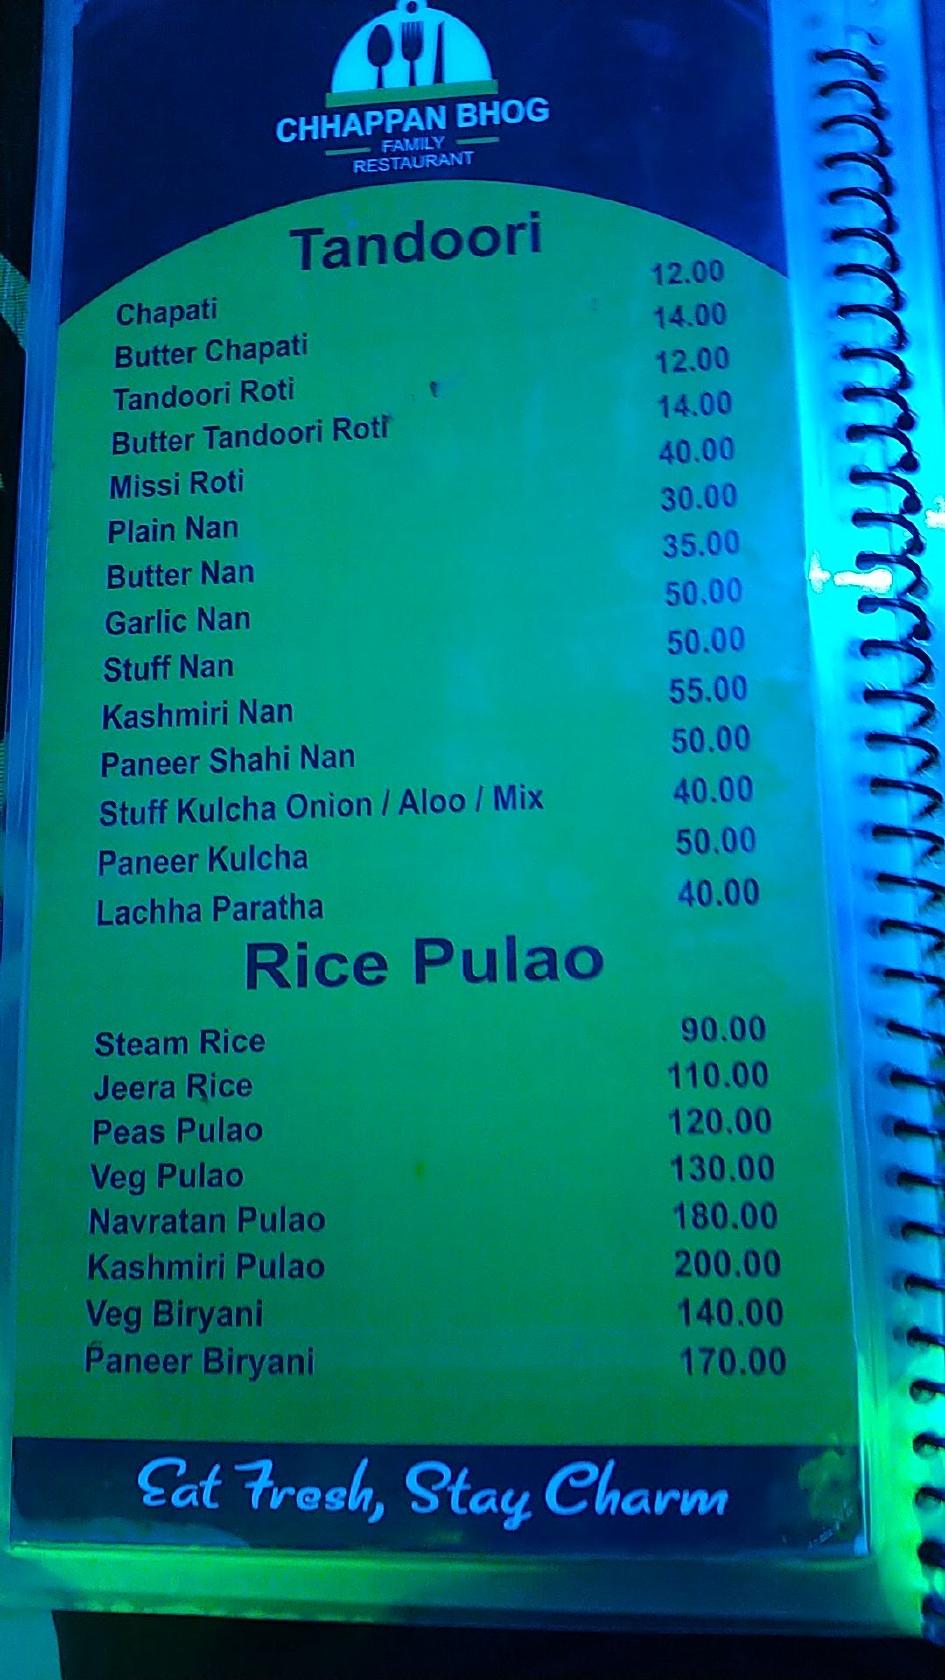 CHHAPPAN BHOG
FAMILY
RESTAURANT
Tandoori
Chapati 12.00
Butter Chapati 14.00
Tandoori Roti 12.00
Butter Tandoori Roti 14.00
Missi Roti 40.00
Plain Nan 30.00
Butter Nan 35.00
Garlic Nan 50.00
Stuff Nan 50.00
Kashmiri Nan 55.00
Paneer Shahi Nan 50.00
Stuff Kulcha Onion / Aloo / Mix 40.00
Paneer Kulcha 50.00
Lachha Paratha 40.00
Rice Pulao
Steam Rice 90.00
Jeera Rice 110.00
Peas Pulao 120.00
Veg Pulao 130.00
Navratan Pulao 180.00
Kashmiri Pulao 200.00
Veg Biryani 140.00
Paneer Biryani 170.00
Eat Fresh, Stay Charm